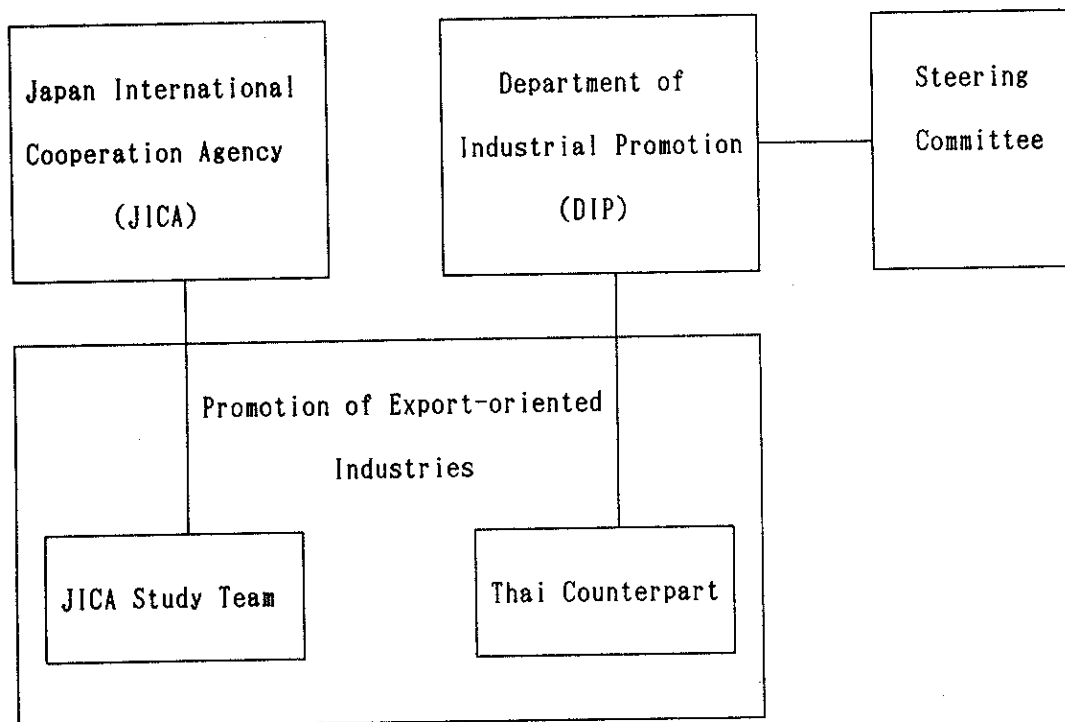 Japan International
Cooperation Agency
(JICA)
Department of
Industrial Promotion
(DIP)
Steering
Committee
Promotion of Export-oriented
Industries
JICA Study Team
Thai Counterpart